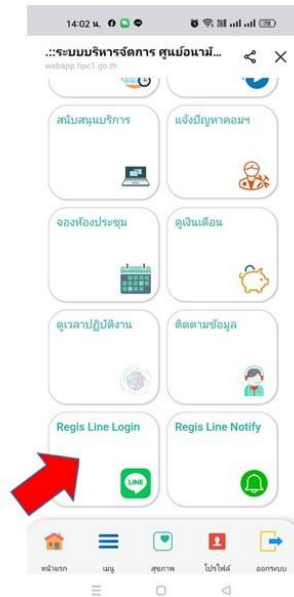 14:02 น.
.::ระบบบริหารจัดการ ศูนย์อนามั...
webapp.hpc1.go.th
สนับสนุนบริการ
แจ้งปัญหาคอมฯ
จองห้องประชุม
ดูเงินเดือน
ดูเวลาปฏิบัติงาน
ติดตามข้อมูล
Regis Line Login
Regis Line Notify
LINE
หน้าแรก
เมนู
สุขภาพ
โปรไฟล์
ออกระบบ